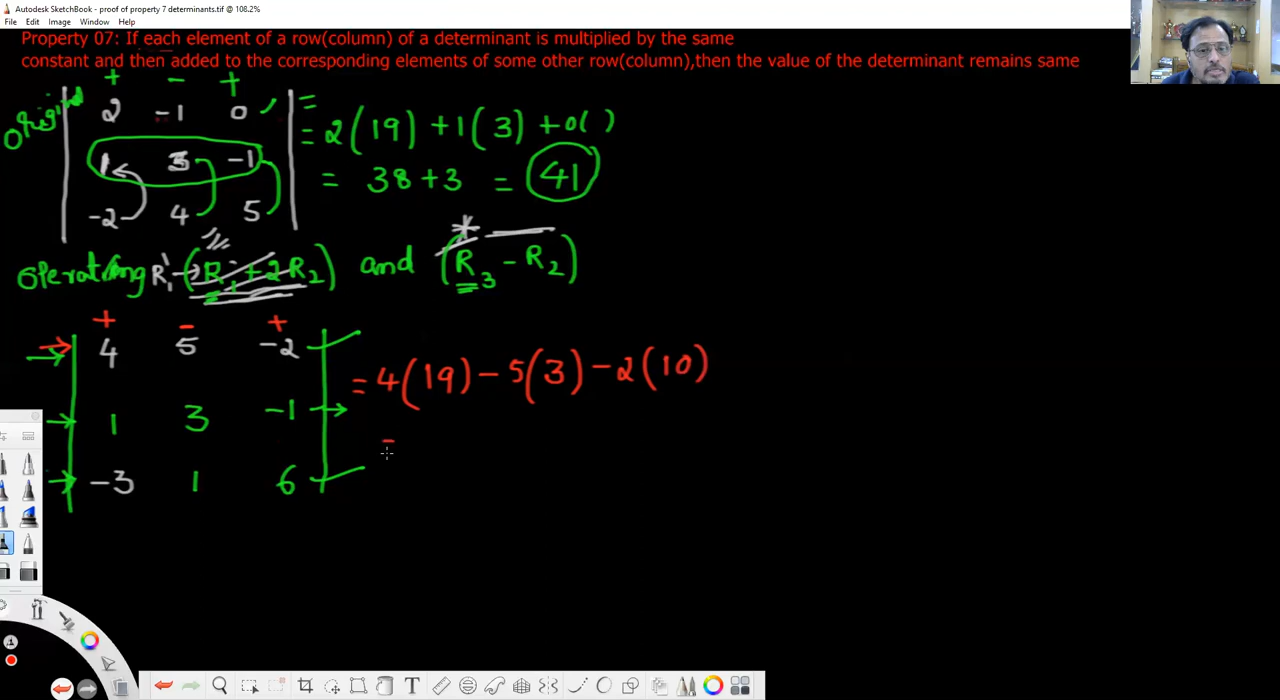 Autodesk SketchBook - proof of property 7 determinants.tif @ 108.2%
File Edit Image Window Help
Property 07: If each element of a row(column) of a determinant is multiplied by the same
constant and then added to the corresponding elements of some other row(column),then the value of the determinant remains same
+ - +
Original 2 -1 0 =
= 2(19) +1(3) +0( )
1 3 -1
= 38+3 = 41
-2 4 5
Operating R₁' → (R₁ + 2R₂) and (R₃ - R₂)
+ - +
4 5 -2
= 4(19) - 5(3) - 2(10)
1 3 -1
=
-3 1 6
T